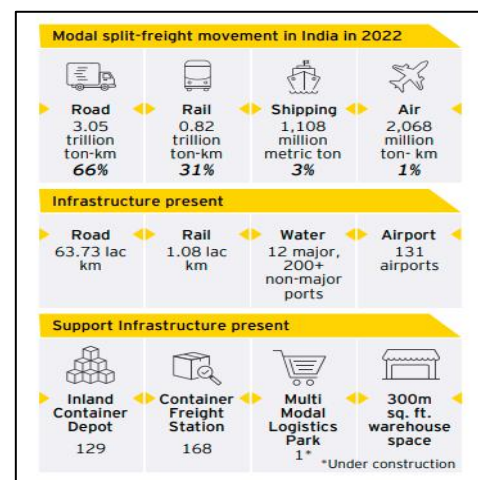 Modal split-freight movement in India in 2022
Road Rail Shipping Air
3.05 0.82 1,108 2,068
trillion trillion million million
ton-km ton-km metric ton ton- km
66% 31% 3% 1%
Infrastructure present
Road Rail Water Airport
63.73 lac 1.08 lac 12 major, 131
km km 200+ airports
non-major
ports
Support Infrastructure present
Inland Container Multi 300m
Container Freight Modal sq. ft.
Depot Station Logistics warehouse
Park space
129 168 1*
*Under construction